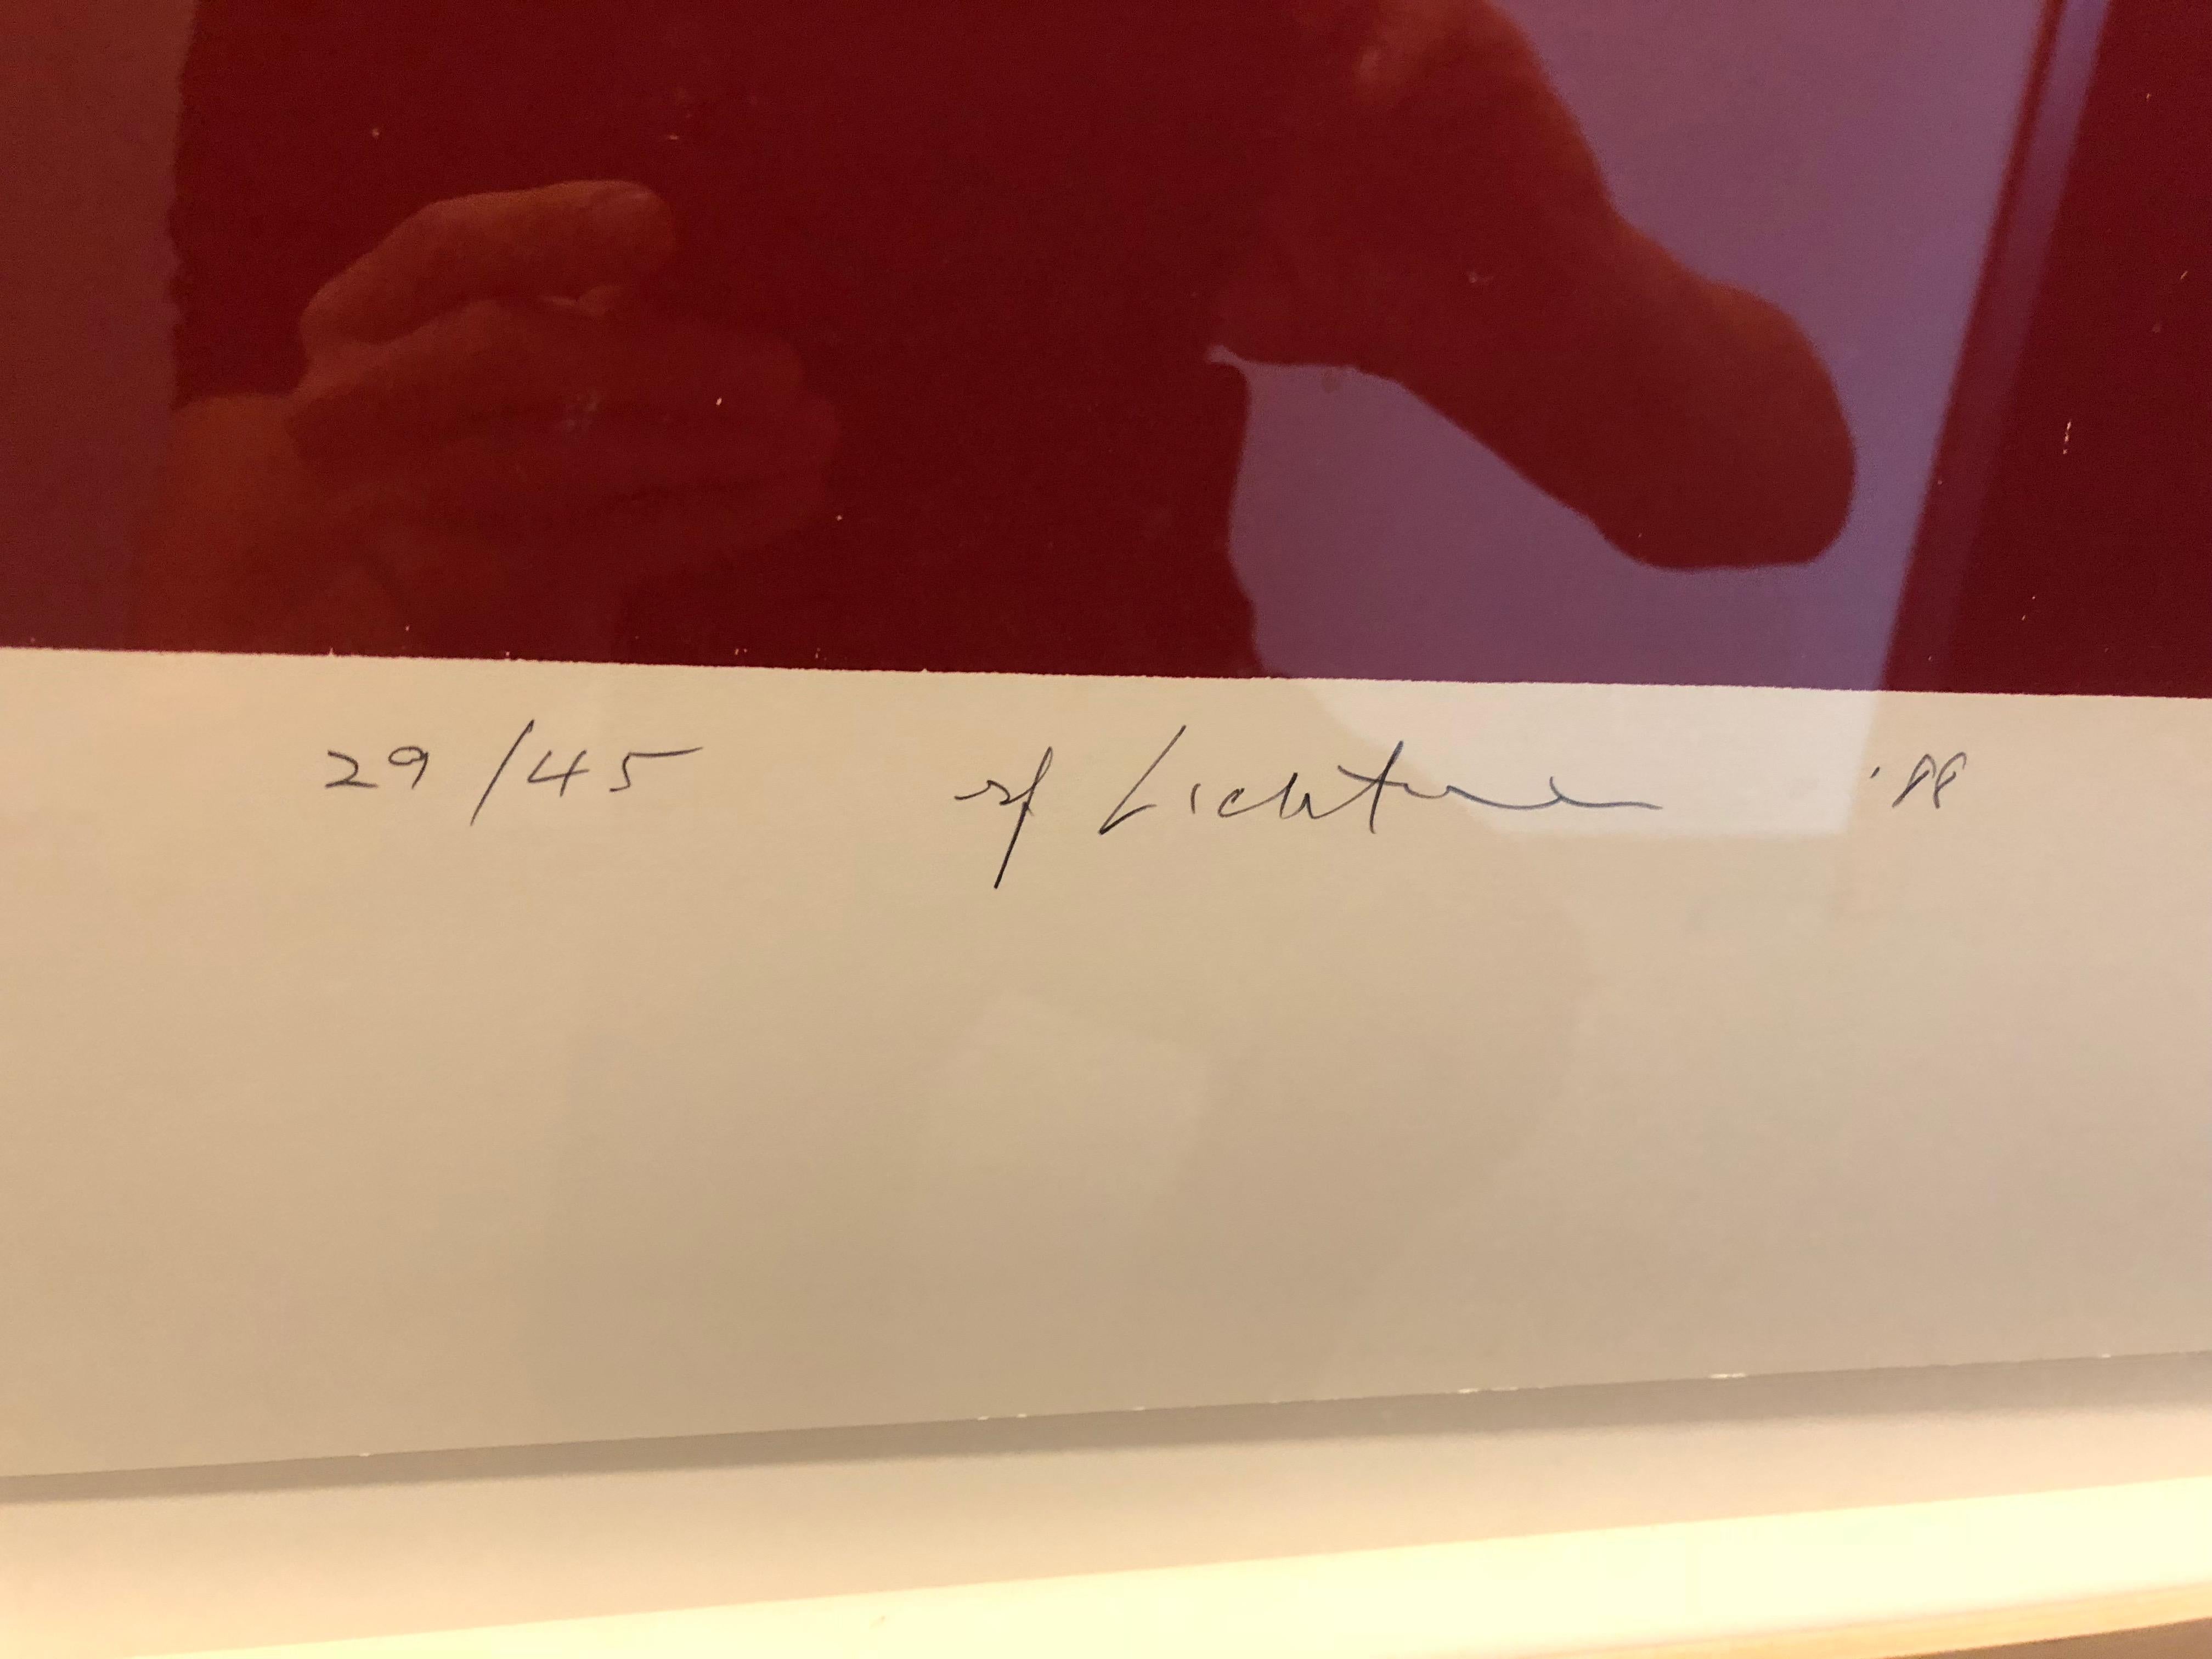 29/45 rf Lichtenstein '88